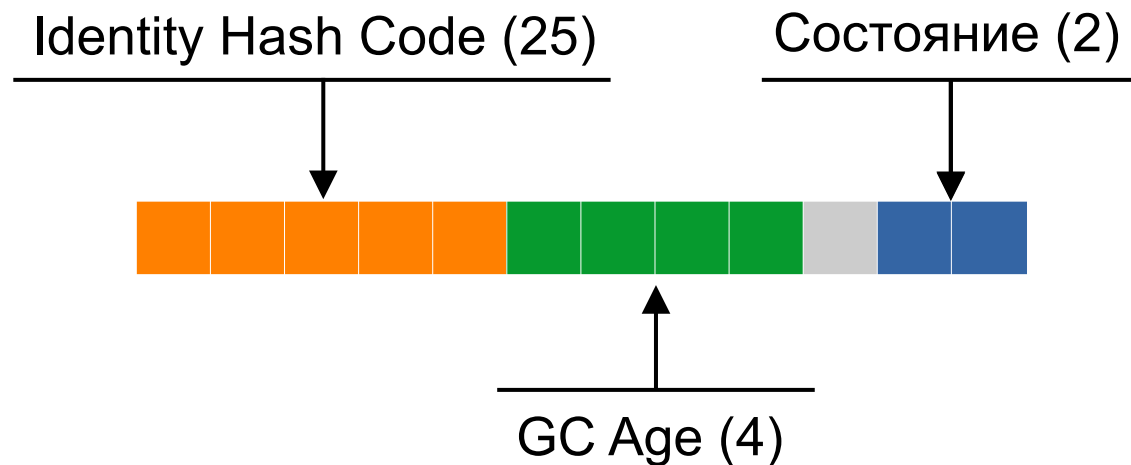 Identity Hash Code (25)
Состояние (2)
GC Age (4)